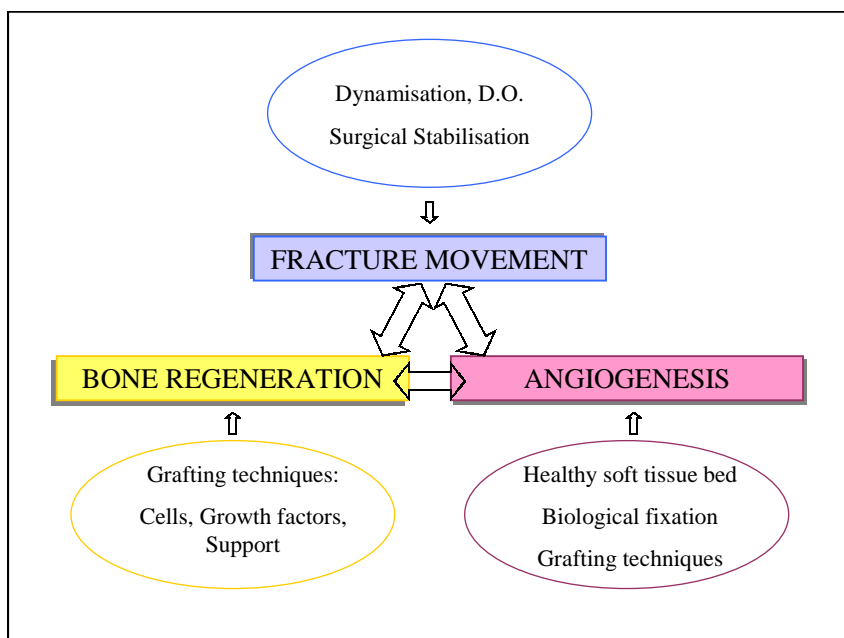 Dynamisation, D.O.
Surgical Stabilisation
FRACTURE MOVEMENT
BONE REGENERATION
ANGIOGENESIS
Grafting techniques:
Cells, Growth factors,
Support
Healthy soft tissue bed
Biological fixation
Grafting techniques